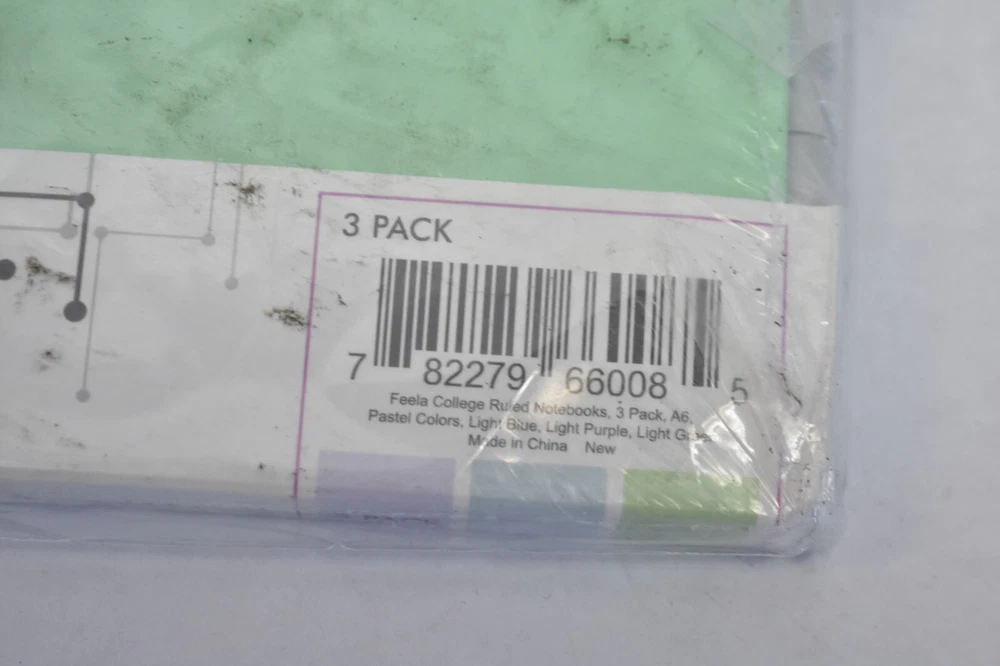 3 PACK
7 82279 66008 5
Feela College Ruled Notebooks, 3 Pack, A6,
Pastel Colors, Light Blue, Light Purple, Light Green
Made in China New